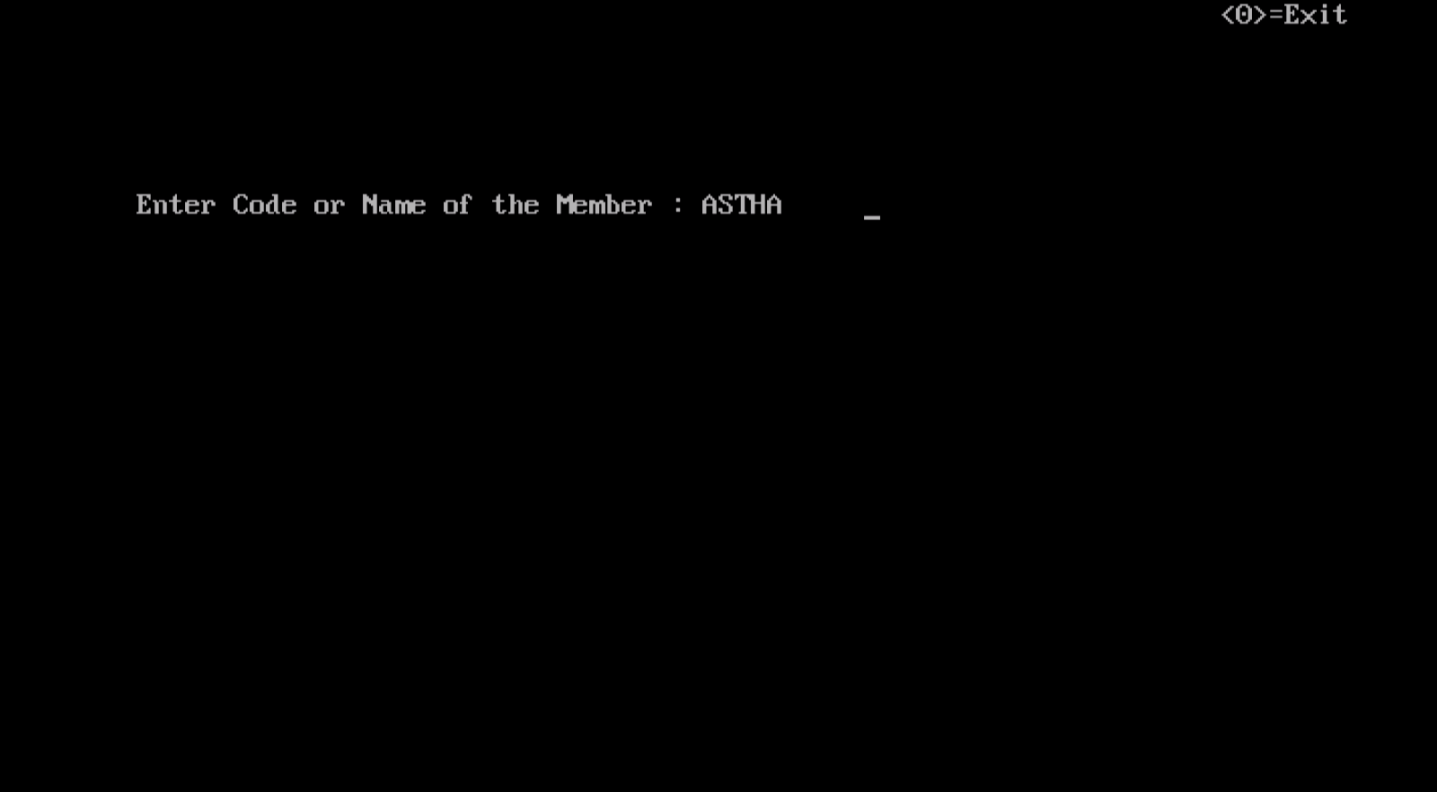 <0>=Exit
Enter Code or Name of the Member : ASTHA     _